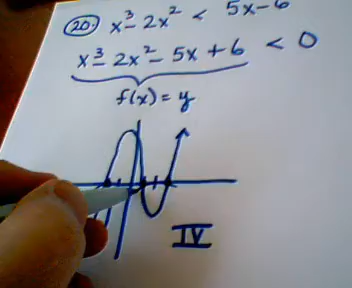 20. x³ - 2x² < 5x - 6
x³ - 2x² - 5x + 6 < 0
f(x) = y
IV